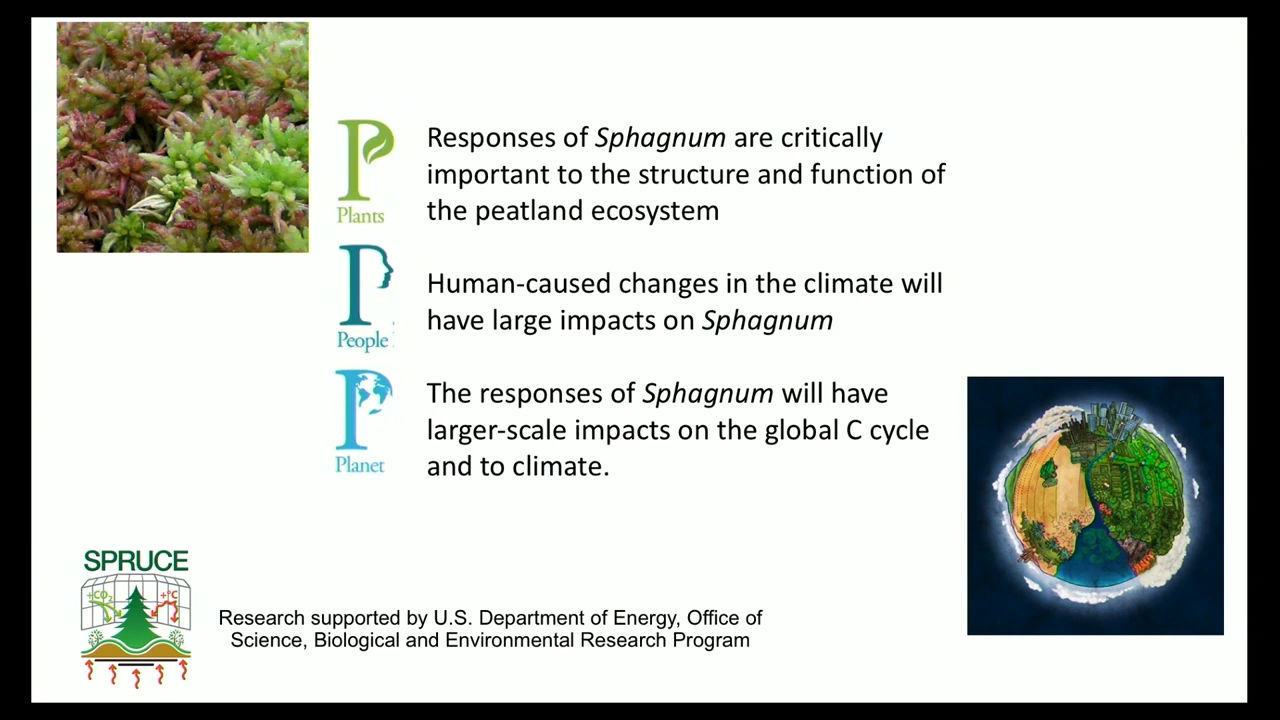 Responses of Sphagnum are critically
important to the structure and function of
the peatland ecosystem
Plants
Human-caused changes in the climate will
have large impacts on Sphagnum
People
The responses of Sphagnum will have
larger-scale impacts on the global C cycle
and to climate.
Planet
SPRUCE
+CO₂
+°C
Research supported by U.S. Department of Energy, Office of
Science, Biological and Environmental Research Program